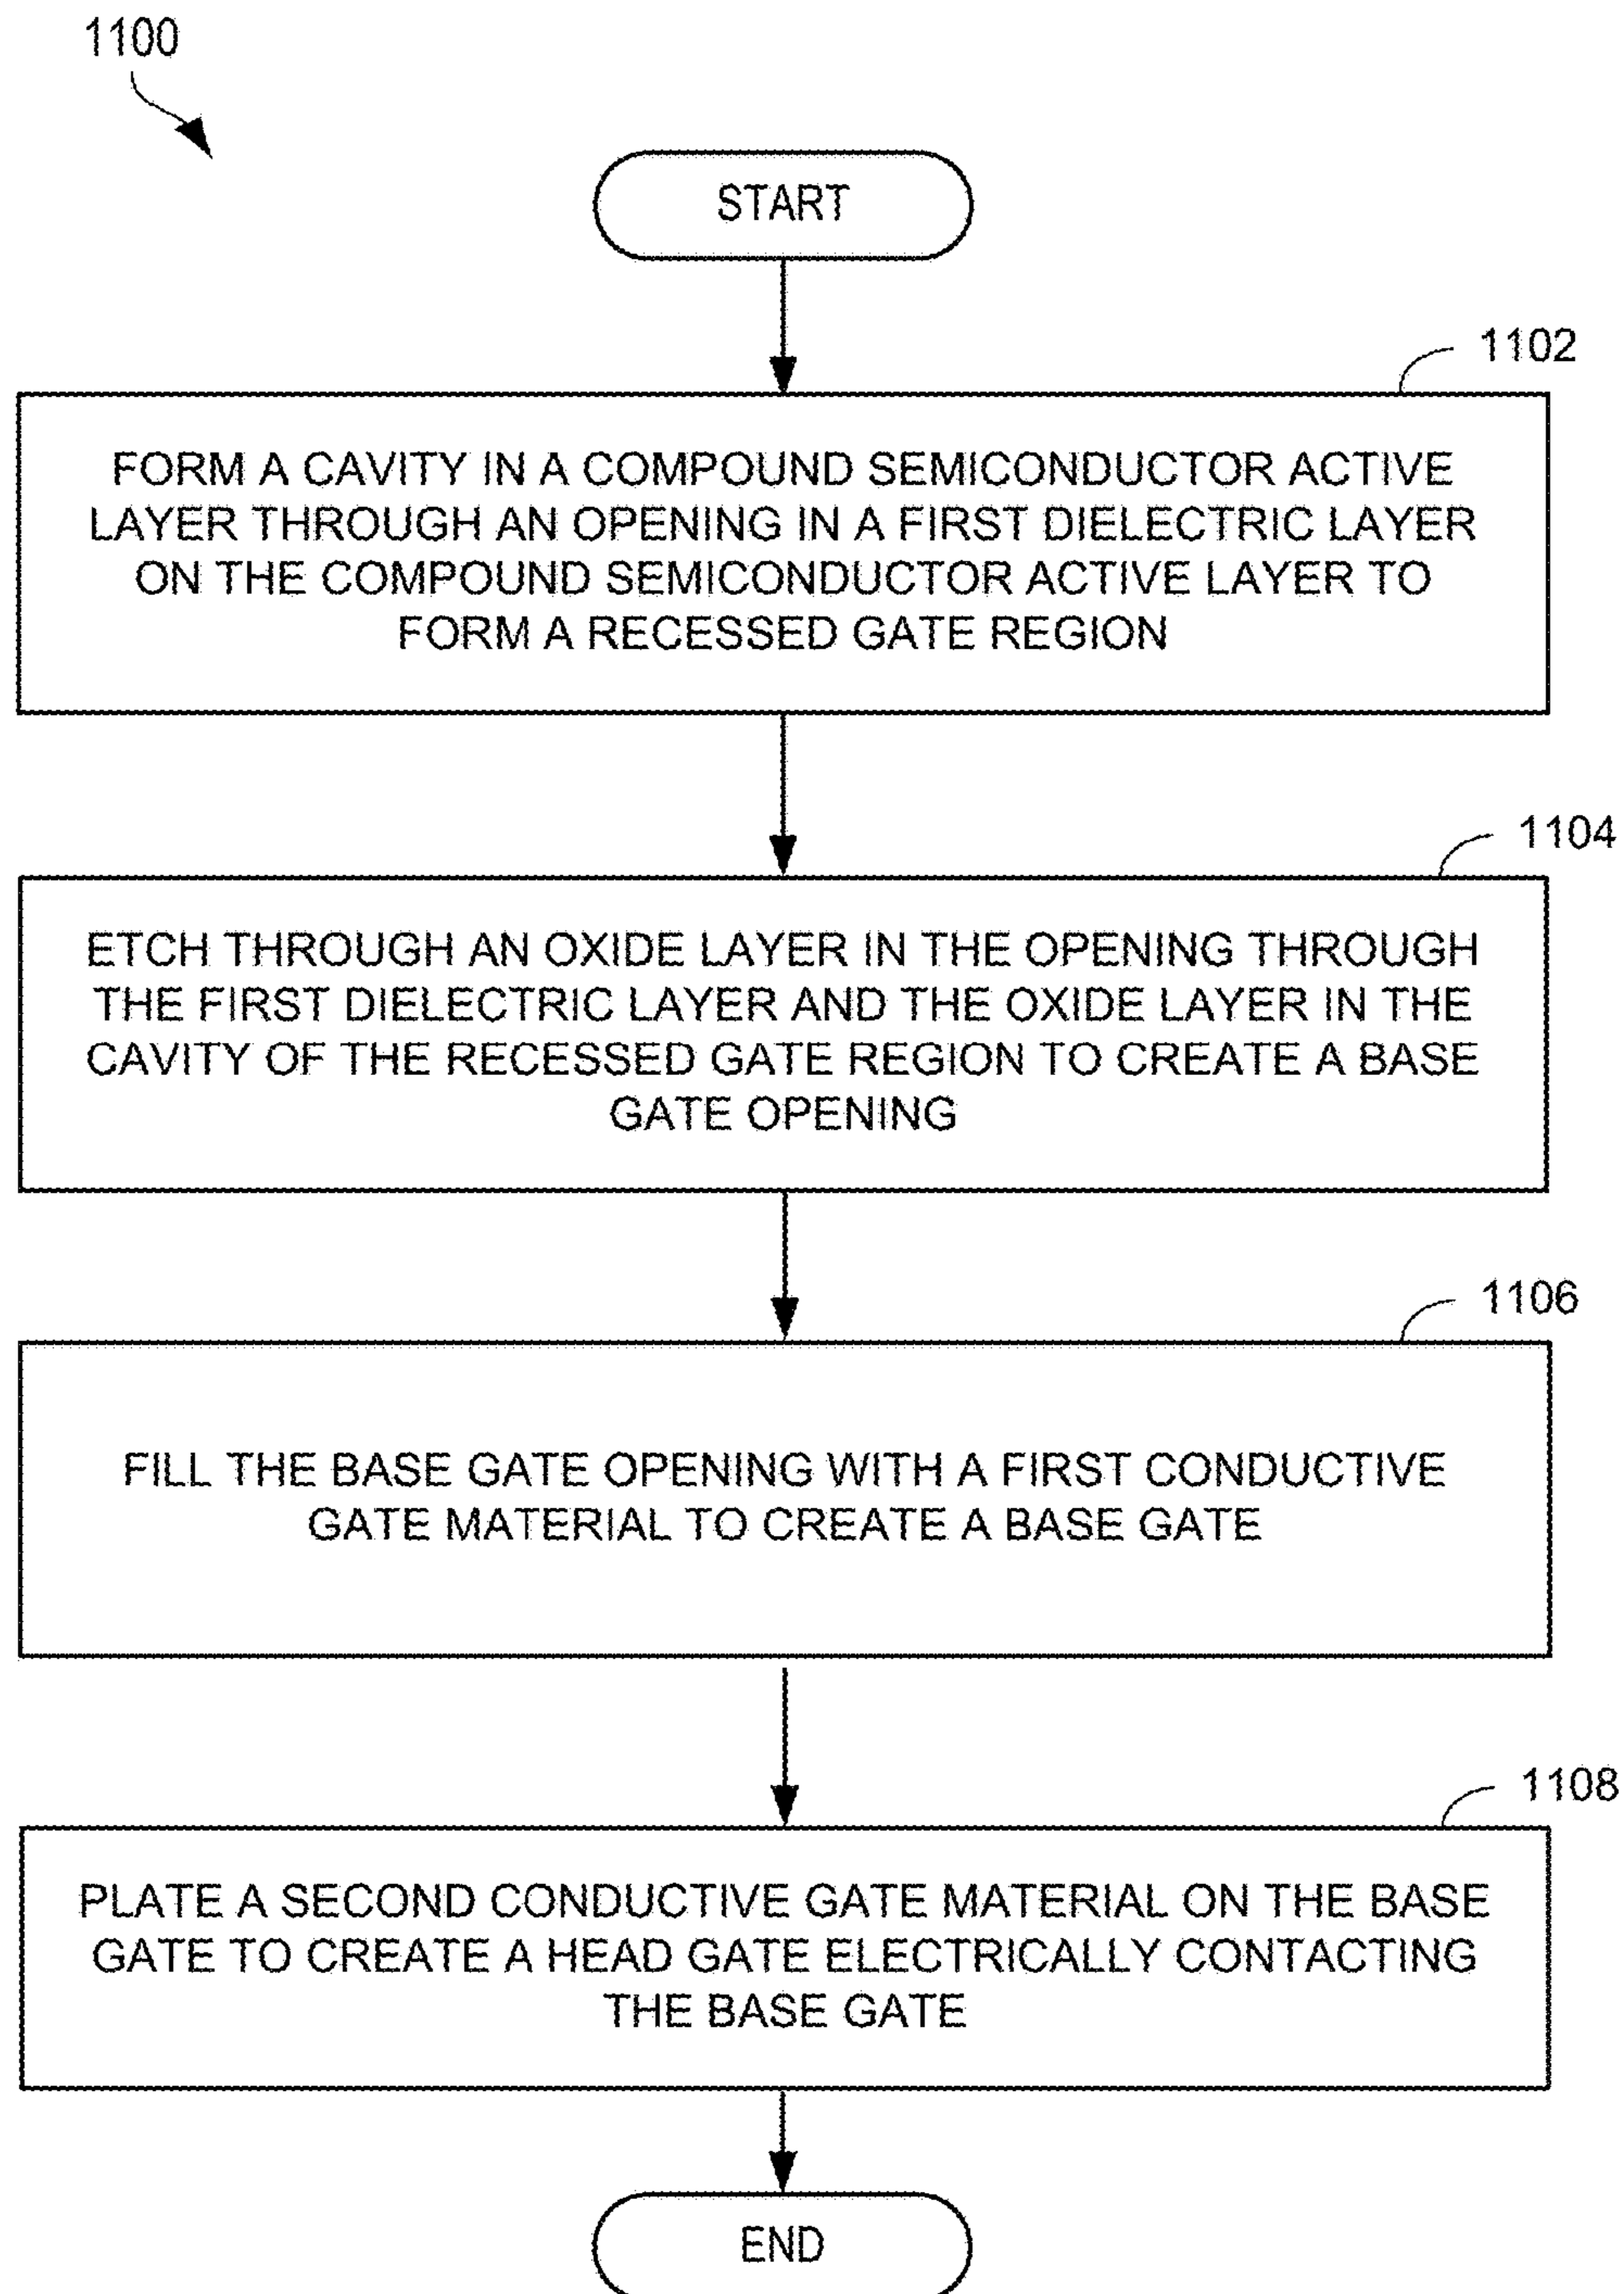 1100
START
1102
FORM A CAVITY IN A COMPOUND SEMICONDUCTOR ACTIVE
LAYER THROUGH AN OPENING IN A FIRST DIELECTRIC LAYER
ON THE COMPOUND SEMICONDUCTOR ACTIVE LAYER TO
FORM A RECESSED GATE REGION
1104
ETCH THROUGH AN OXIDE LAYER IN THE OPENING THROUGH
THE FIRST DIELECTRIC LAYER AND THE OXIDE LAYER IN THE
CAVITY OF THE RECESSED GATE REGION TO CREATE A BASE
GATE OPENING
1106
FILL THE BASE GATE OPENING WITH A FIRST CONDUCTIVE
GATE MATERIAL TO CREATE A BASE GATE
1108
PLATE A SECOND CONDUCTIVE GATE MATERIAL ON THE BASE
GATE TO CREATE A HEAD GATE ELECTRICALLY CONTACTING
THE BASE GATE
END